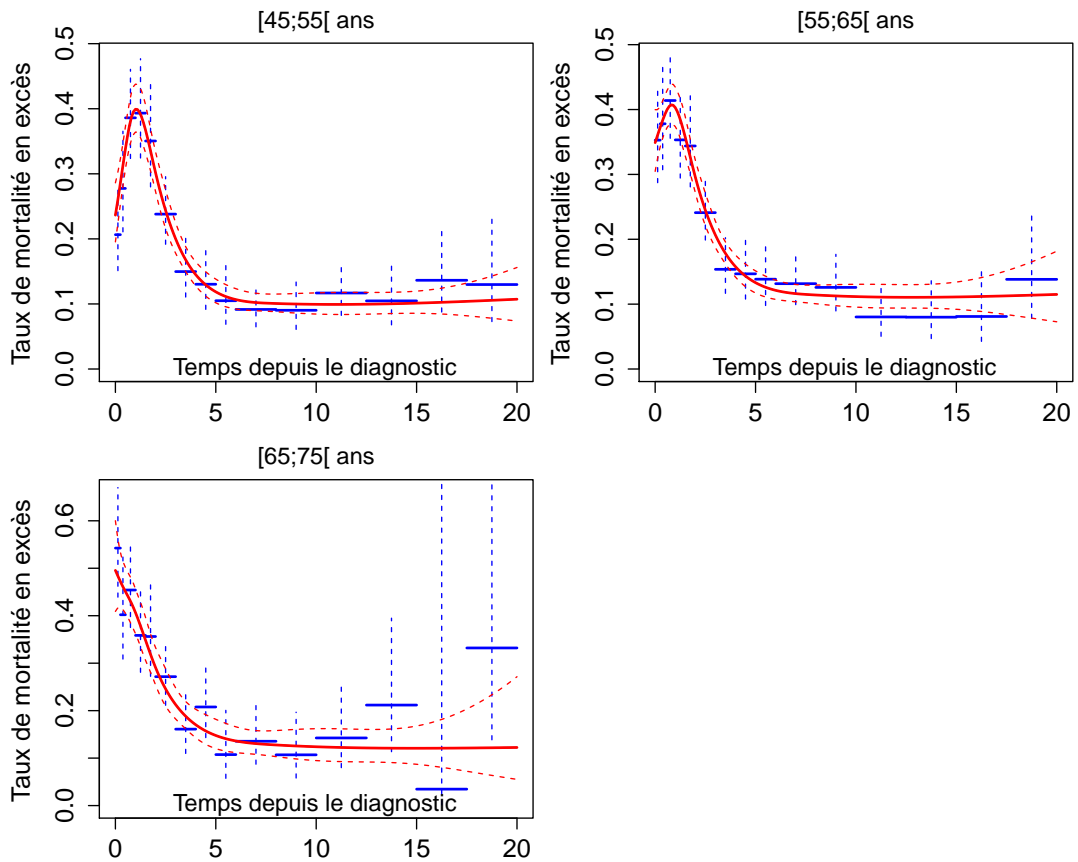 [45;55[ ans
Taux de mortalité en excès
0.0 0.1 0.2 0.3 0.4 0.5
Temps depuis le diagnostic
0 5 10 15 20
[55;65[ ans
Taux de mortalité en excès
0.0 0.1 0.2 0.3 0.4 0.5
Temps depuis le diagnostic
0 5 10 15 20
[65;75[ ans
Taux de mortalité en excès
0.0 0.2 0.4 0.6
Temps depuis le diagnostic
0 5 10 15 20